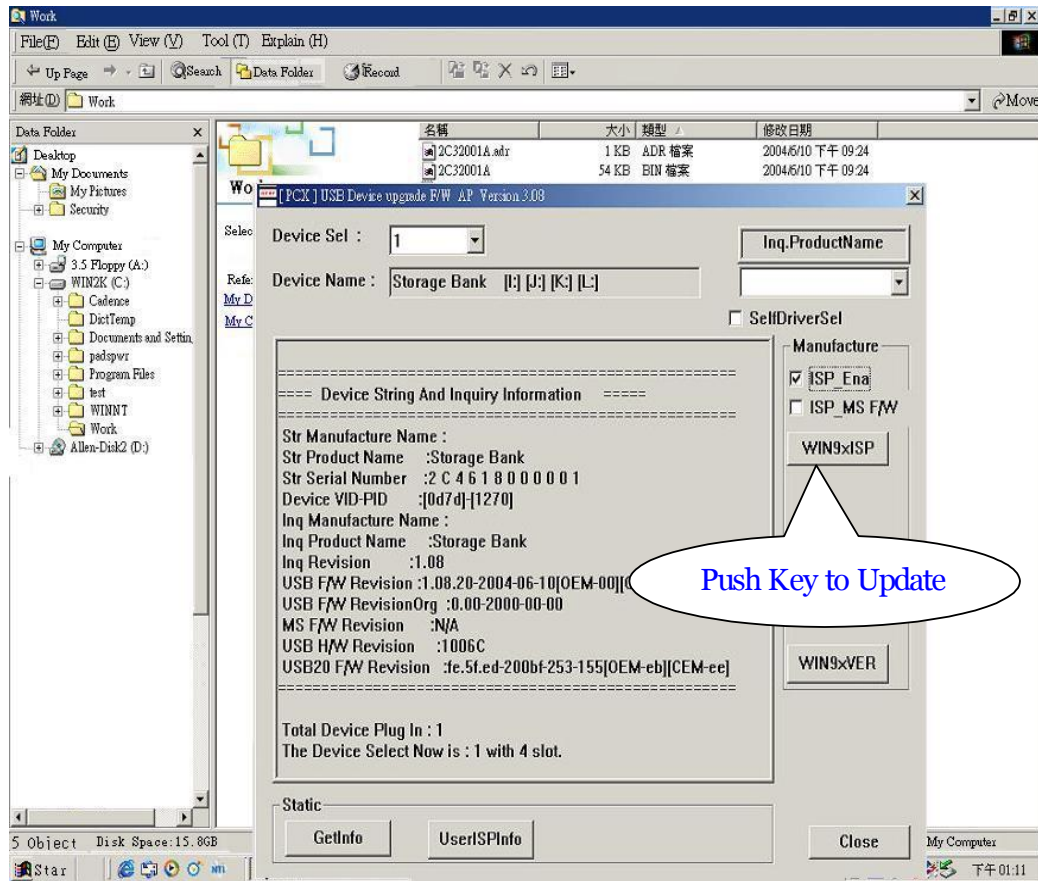 Work
File(F) Edit (E) View (V) Tool (T) Explain (H)
Up Page Search Data Folder Record
網址(D) Work Move
Data Folder x
Desktop
My Documents
My Pictures
Security
My Computer
3.5 Floppy (A:)
WIN2K (C:)
Cadence
DictTemp
Documents and Settin
padspwr
Program Files
test
WINNT
Work
Allen-Disk2 (D:)
名稱 大小 類型 修改日期
2C32001A.adr 1 KB ADR 檔案 2004/6/10 下午 09:24
2C32001A 54 KB BIN 檔案 2004/6/10 下午 09:24
Wo
Selec
Refe
My D
My C
[ PCX ] USB Device upgrade F/W AP Version 3.08
Device Sel : 1 Inq.ProductName
Device Name : Storage Bank [I:] [J:] [K:] [L:]
SelfDriverSel
Manufacture
ISP_Ena
ISP_MS F/W
WIN9xISP
Push Key to Update
WIN9xVER
===================================================
==== Device String And Inquiry Information =====
===================================================
Str Manufacture Name :
Str Product Name :Storage Bank
Str Serial Number :2 C 4 6 1 8 0 0 0 0 0 1
Device VID-PID :[0d7d]-[1270]
Inq Manufacture Name :
Inq Product Name :Storage Bank
Inq Revision :1.08
USB F/W Revision :1.08.20-2004-06-10[OEM-00][
USB F/W RevisionOrg :0.00-2000-00-00
MS F/W Revision :N/A
USB H/W Revision :1006C
USB20 F/W Revision :fe.5f.ed-200bf-253-155[OEM-eb][CEM-ee]
===================================================
Total Device Plug In : 1
The Device Select Now is : 1 with 4 slot.
Static
GetInfo UserISPInfo Close
5 Object Disk Space:15.8GB My Computer
Star 下午 01:11